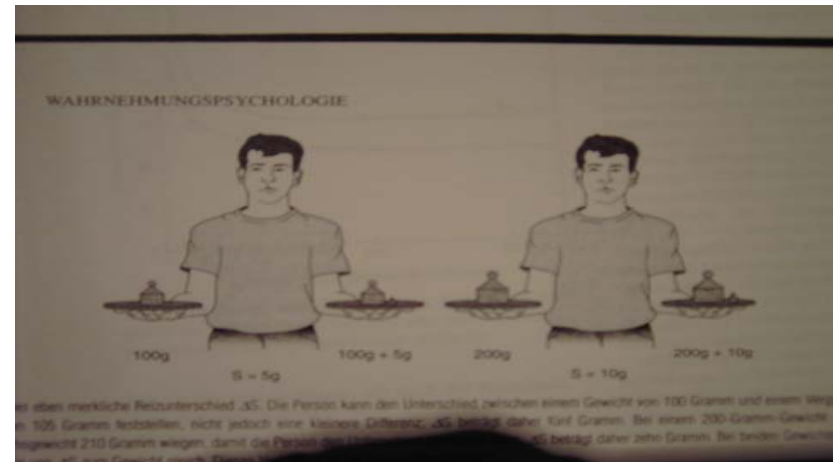 WAHRNEHMUNGSPSYCHOLOGIE
100g 100g + 5g 200g 200g + 10g
S = 5g S = 10g
eben merkliche Reizunterschied ΔS. Die Person kann den Unterschied zwischen einem Gewicht von 100 Gramm und einem
105 Gramm feststellen, nicht jedoch eine kleinere Differenz; ΔS beträgt daher fünf Gramm. Bei einem 200-Gramm-Gewicht
210 Gramm wiegen, damit die Person den ΔS beträgt daher zehn Gramm. Bei beiden